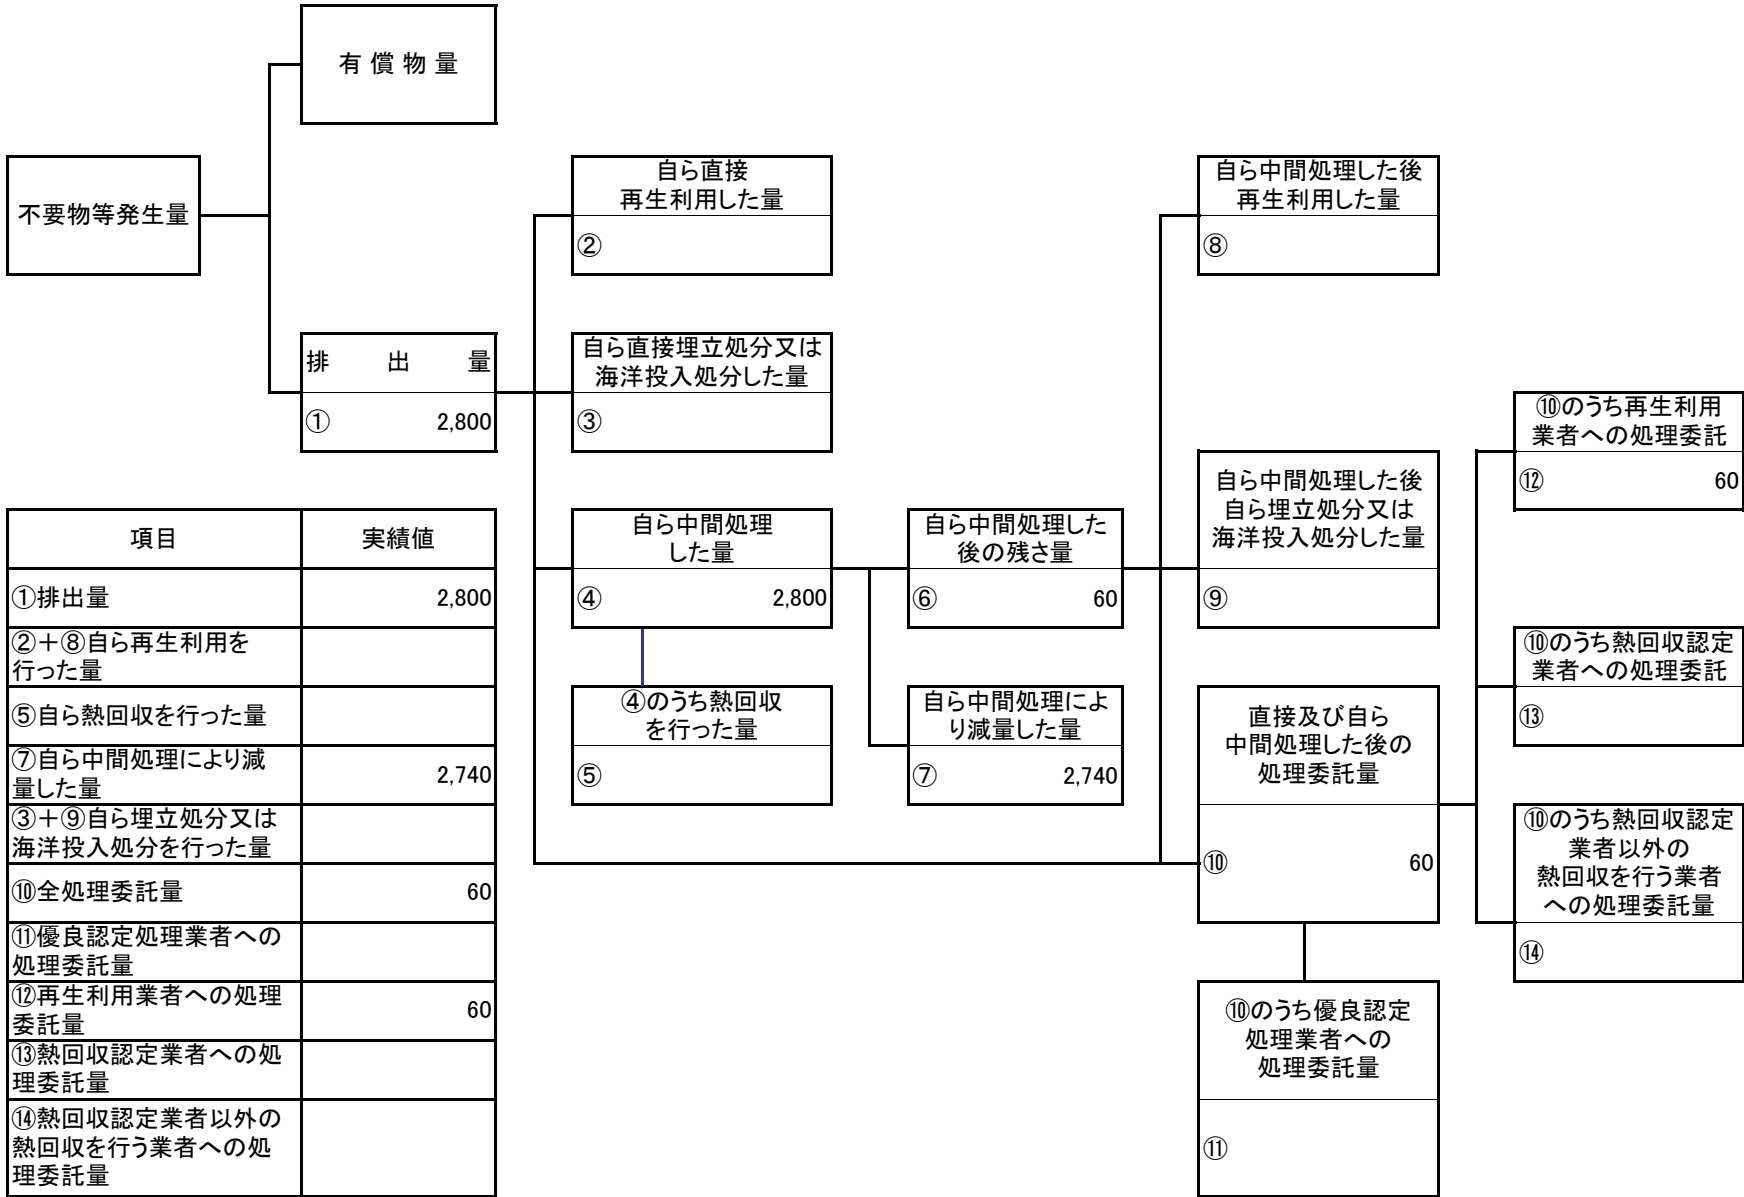 有償物量
不要物等発生量
自ら直接
再生利用した量
②
自ら中間処理した後
再生利用した量
⑧
排出量
① 2,800
自ら直接埋立処分又は
海洋投入処分した量
③
⑩のうち再生利用
業者への処理委託
⑫ 60
自ら中間処理した後
自ら埋立処分又は
海洋投入処分した量
⑨
自ら中間処理
した量
④ 2,800
自ら中間処理した
後の残さ量
⑥ 60
④のうち熱回収
を行った量
⑤
自ら中間処理によ
り減量した量
⑦ 2,740
直接及び自ら
中間処理した後の
処理委託量
⑩ 60
⑩のうち熱回収認定
業者への処理委託
⑬
⑩のうち熱回収認定
業者以外の
熱回収を行う業者
への処理委託量
⑭
⑩のうち優良認定
処理業者への
処理委託量
⑪
項目 実績値
①排出量 2,800
②＋⑧自ら再生利用を
行った量
⑤自ら熱回収を行った量
⑦自ら中間処理により減
量した量 2,740
③＋⑨自ら埋立処分又は
海洋投入処分を行った量
⑩全処理委託量 60
⑪優良認定処理業者への
処理委託量
⑫再生利用業者への処理
委託量 60
⑬熱回収認定業者への処
理委託量
⑭熱回収認定業者以外の
熱回収を行う業者への処
理委託量